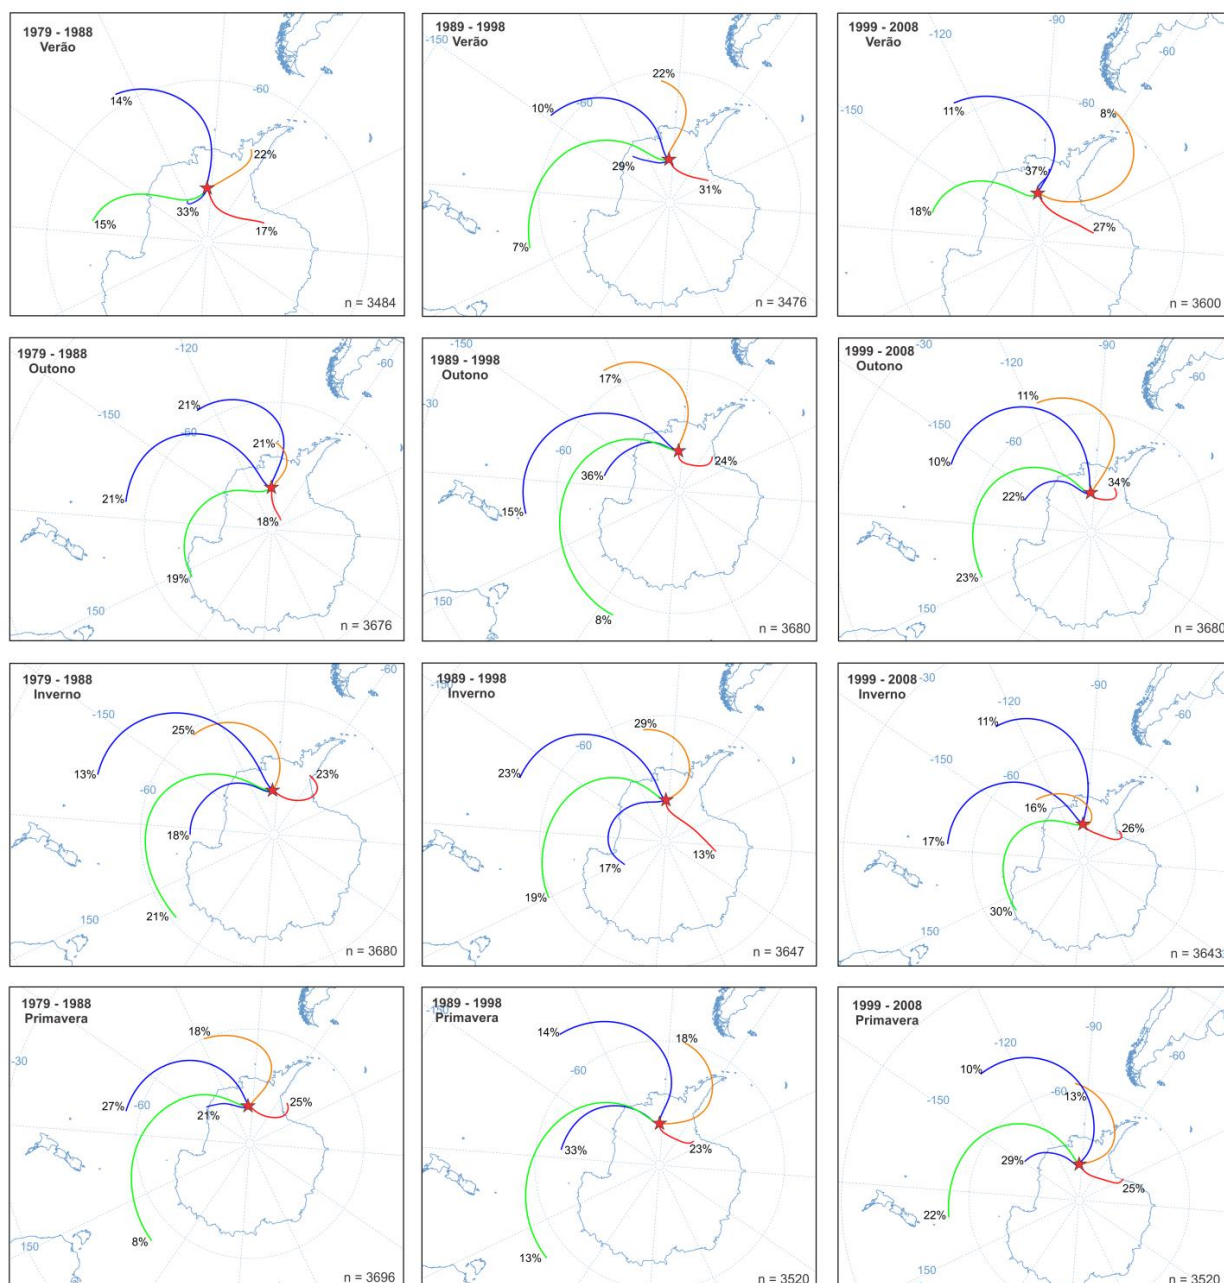 1979 - 1988
Verão
-60
14%
22%
33%
15%
17%
n = 3484
-150
1989 - 1998
Verão
22%
10%
-60
29%
31%
7%
n = 3476
-90
1999 - 2008
Verão
-120
-60
-150
11%
-60
8%
37%
18%
27%
n = 3600
1979 - 1988
Outono
-120
-60
-150
21%
-60
21%
21%
18%
19%
150
n = 3676
-150
1989 - 1998
Outono
17%
-30
-60
36%
24%
15%
150
8%
n = 3680
-30
1999 - 2008
Outono
-90
-120
-60
11%
-150
-60
10%
22%
34%
23%
150
n = 3680
1979 - 1988
Inverno
-60
-150
25%
13%
23%
-60
18%
21%
150
n = 3680
1989 - 1998
Inverno
29%
-60
23%
17%
13%
19%
n = 3647
1999 - 2008
Inverno
-30
-90
-120
-60
11%
-150
-60
16%
17%
26%
30%
150
n = 3643
1979 - 1988
Primavera
18%
-30
27%
-60
21%
25%
8%
150
n = 3696
1989 - 1998
Primavera
14%
18%
-60
33%
23%
13%
n = 3520
1999 - 2008
Primavera
-90
-120
-60
10%
-60
13%
-150
29%
25%
22%
150
n = 3520